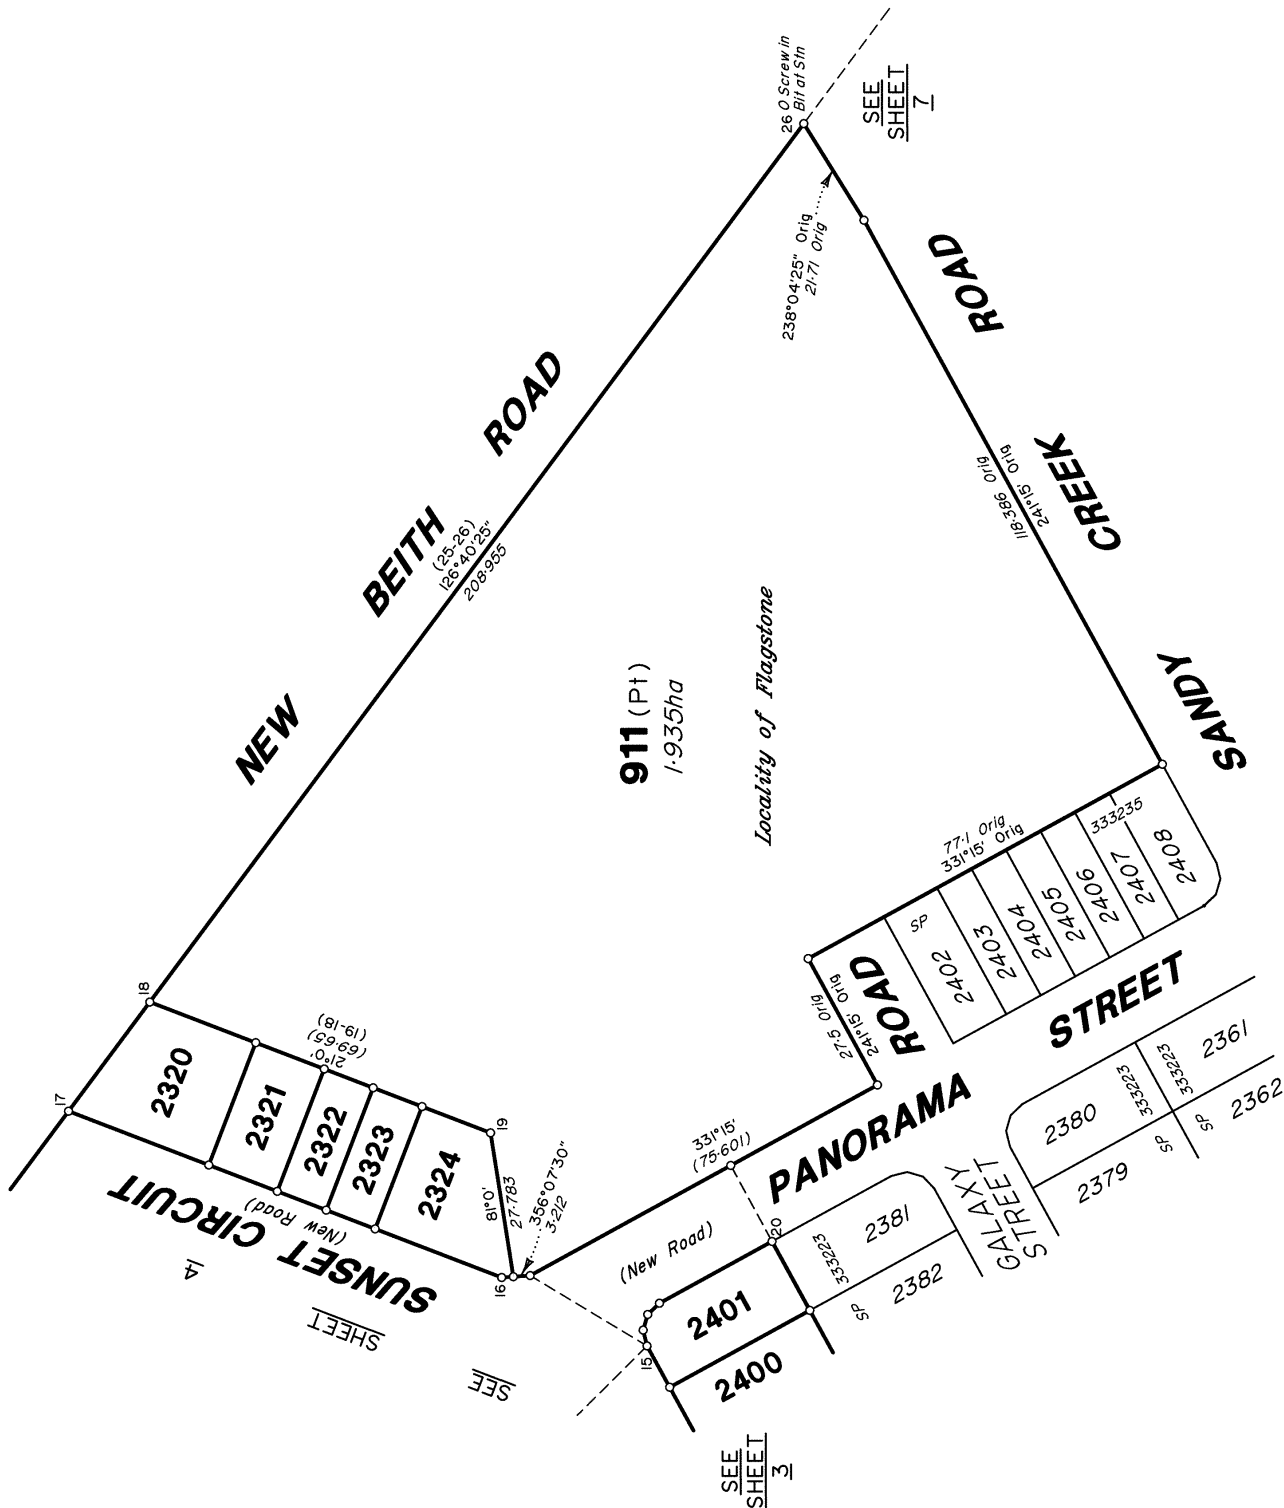 26 O Screw in
Bit at Stn
SEE
SHEET
7
238°04'25" Orig
21·71 Orig
ROAD
CREEK
SANDY
118·386 Orig
241°15' Orig
NEW
BEITH
ROAD
(25-26)
126°40'25"
208·955
911 (Pt)
1·935ha
Locality of Flagstone
17
18
2320
2321
2322
2323
2324
21°0'
(69·65)
(19-18)
19
81°0'
27·783
356°07'30"
3·212
16
SUNSET CIRCUIT
(New Road)
SEE
SHEET
4
77·1 Orig
331°15' Orig
333235
SP
2402
2403
2404
2405
2406
2407
2408
27·5 Orig
241°15' Orig
ROAD
331°15'
(75·601)
PANORAMA
STREET
(New Road)
15
20
2401
2400
333223
2381
SP
2382
GALAXY
STREET
2380
333223
2379
SP
333223
2361
SP
2362
SEE
SHEET
3